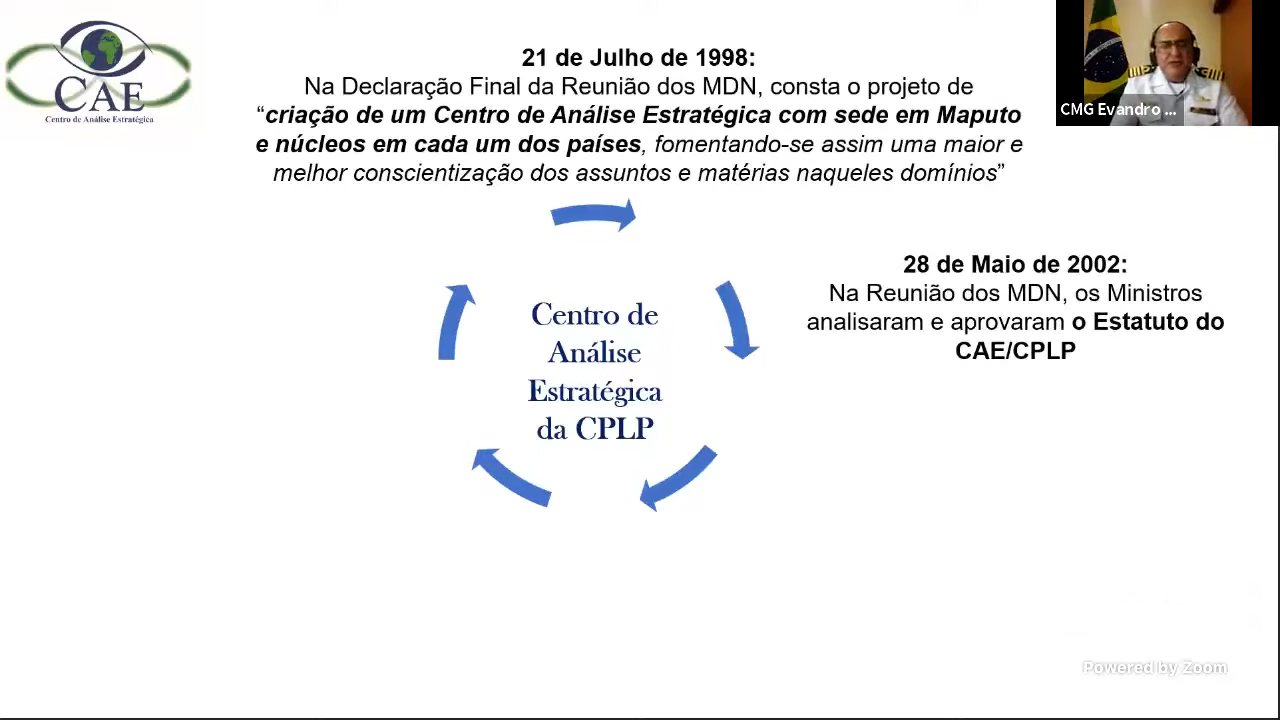 CAE
Centro de Análise Estratégica
21 de Julho de 1998:
Na Declaração Final da Reunião dos MDN, consta o projeto de
“criação de um Centro de Análise Estratégica com sede em Maputo
e núcleos em cada um dos países, fomentando-se assim uma maior e
melhor conscientização dos assuntos e matérias naqueles domínios”
CMG Evandro ...
28 de Maio de 2002:
Na Reunião dos MDN, os Ministros
analisaram e aprovaram o Estatuto do
CAE/CPLP
Centro de
Análise
Estratégica
da CPLP
Powered by Zoom